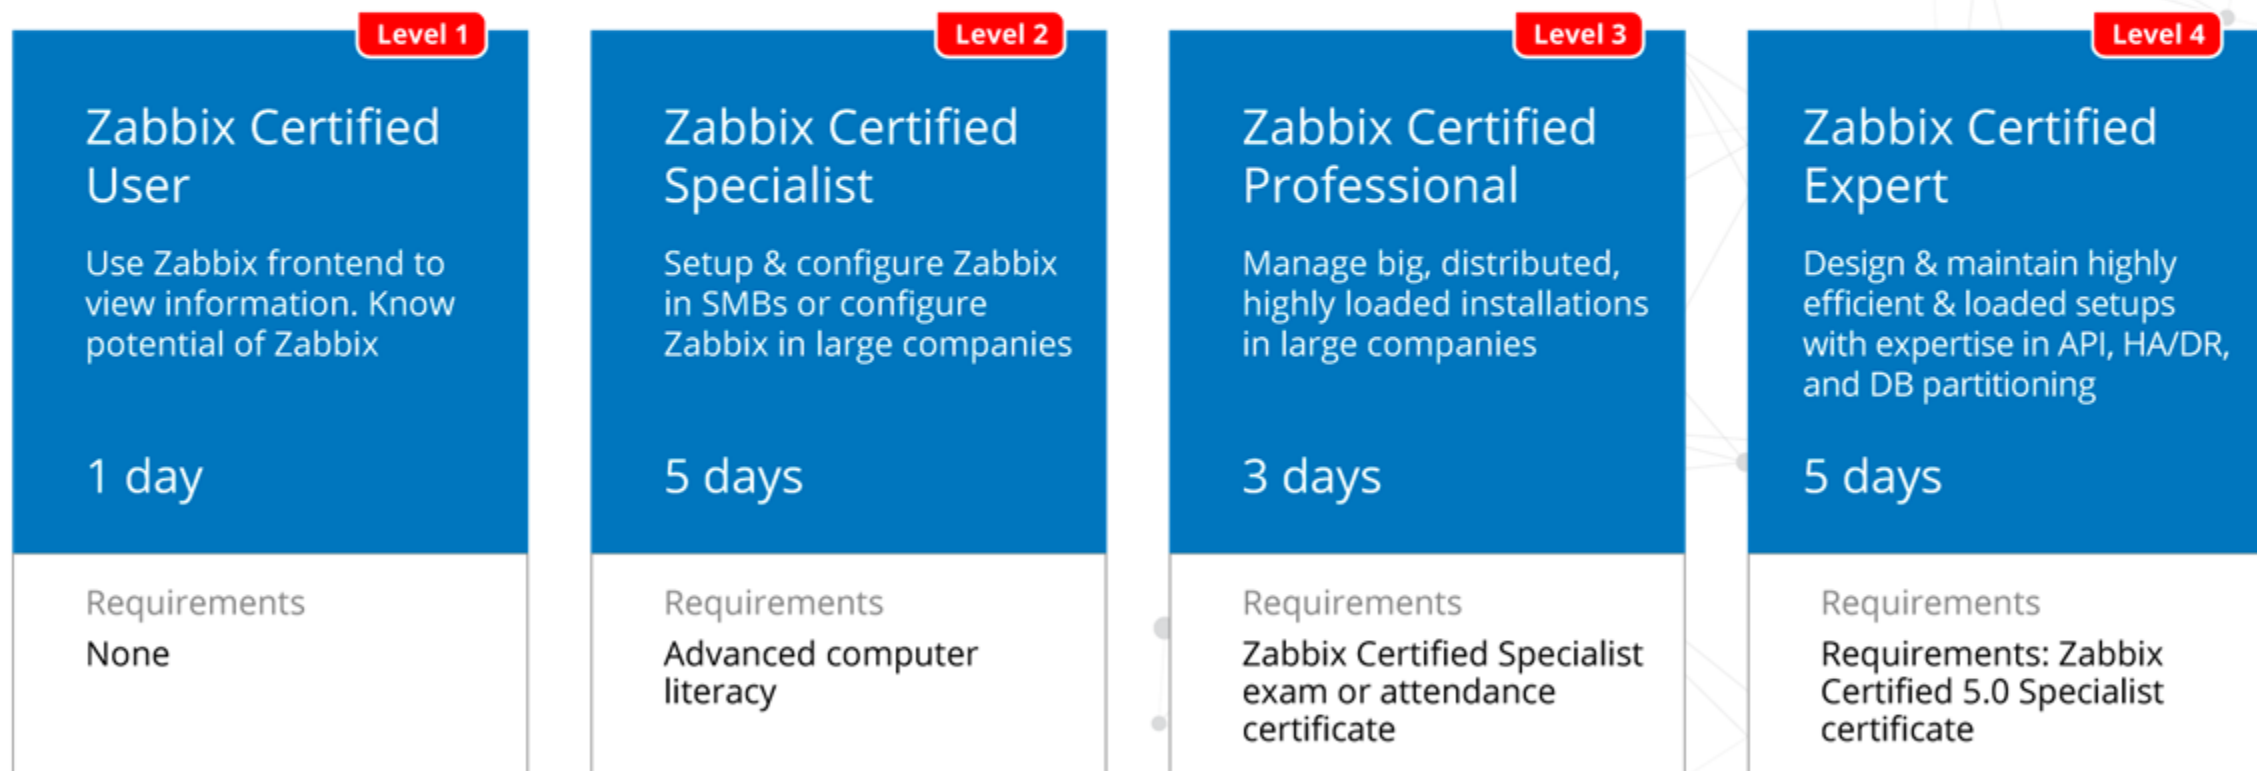 Level 1
Zabbix Certified
User
Use Zabbix frontend to
view information. Know
potential of Zabbix
1 day
Requirements
None
Level 2
Zabbix Certified
Specialist
Setup & configure Zabbix
in SMBs or configure
Zabbix in large companies
5 days
Requirements
Advanced computer
literacy
Level 3
Zabbix Certified
Professional
Manage big, distributed,
highly loaded installations
in large companies
3 days
Requirements
Zabbix Certified Specialist
exam or attendance
certificate
Level 4
Zabbix Certified
Expert
Design & maintain highly
efficient & loaded setups
with expertise in API, HA/DR,
and DB partitioning
5 days
Requirements
Requirements: Zabbix
Certified 5.0 Specialist
certificate